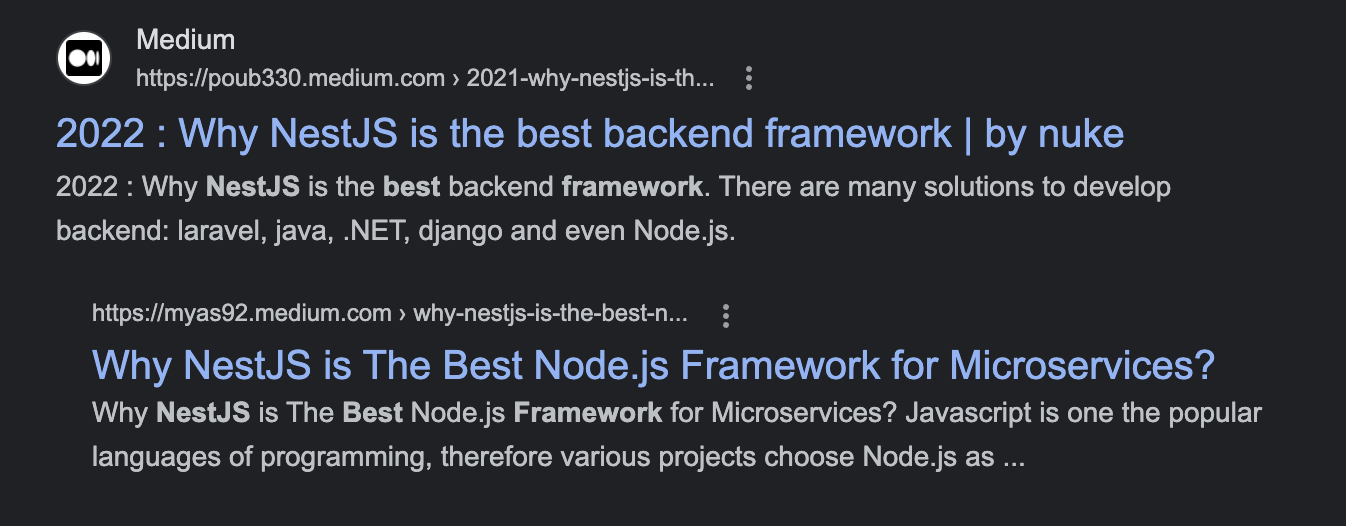 Medium
https://poub330.medium.com › 2021-why-nestjs-is-th...
2022 : Why NestJS is the best backend framework | by nuke
2022 : Why NestJS is the best backend framework. There are many solutions to develop
backend: laravel, java, .NET, django and even Node.js.
https://myas92.medium.com › why-nestjs-is-the-best-n...
Why NestJS is The Best Node.js Framework for Microservices?
Why NestJS is The Best Node.js Framework for Microservices? Javascript is one the popular
languages of programming, therefore various projects choose Node.js as ...